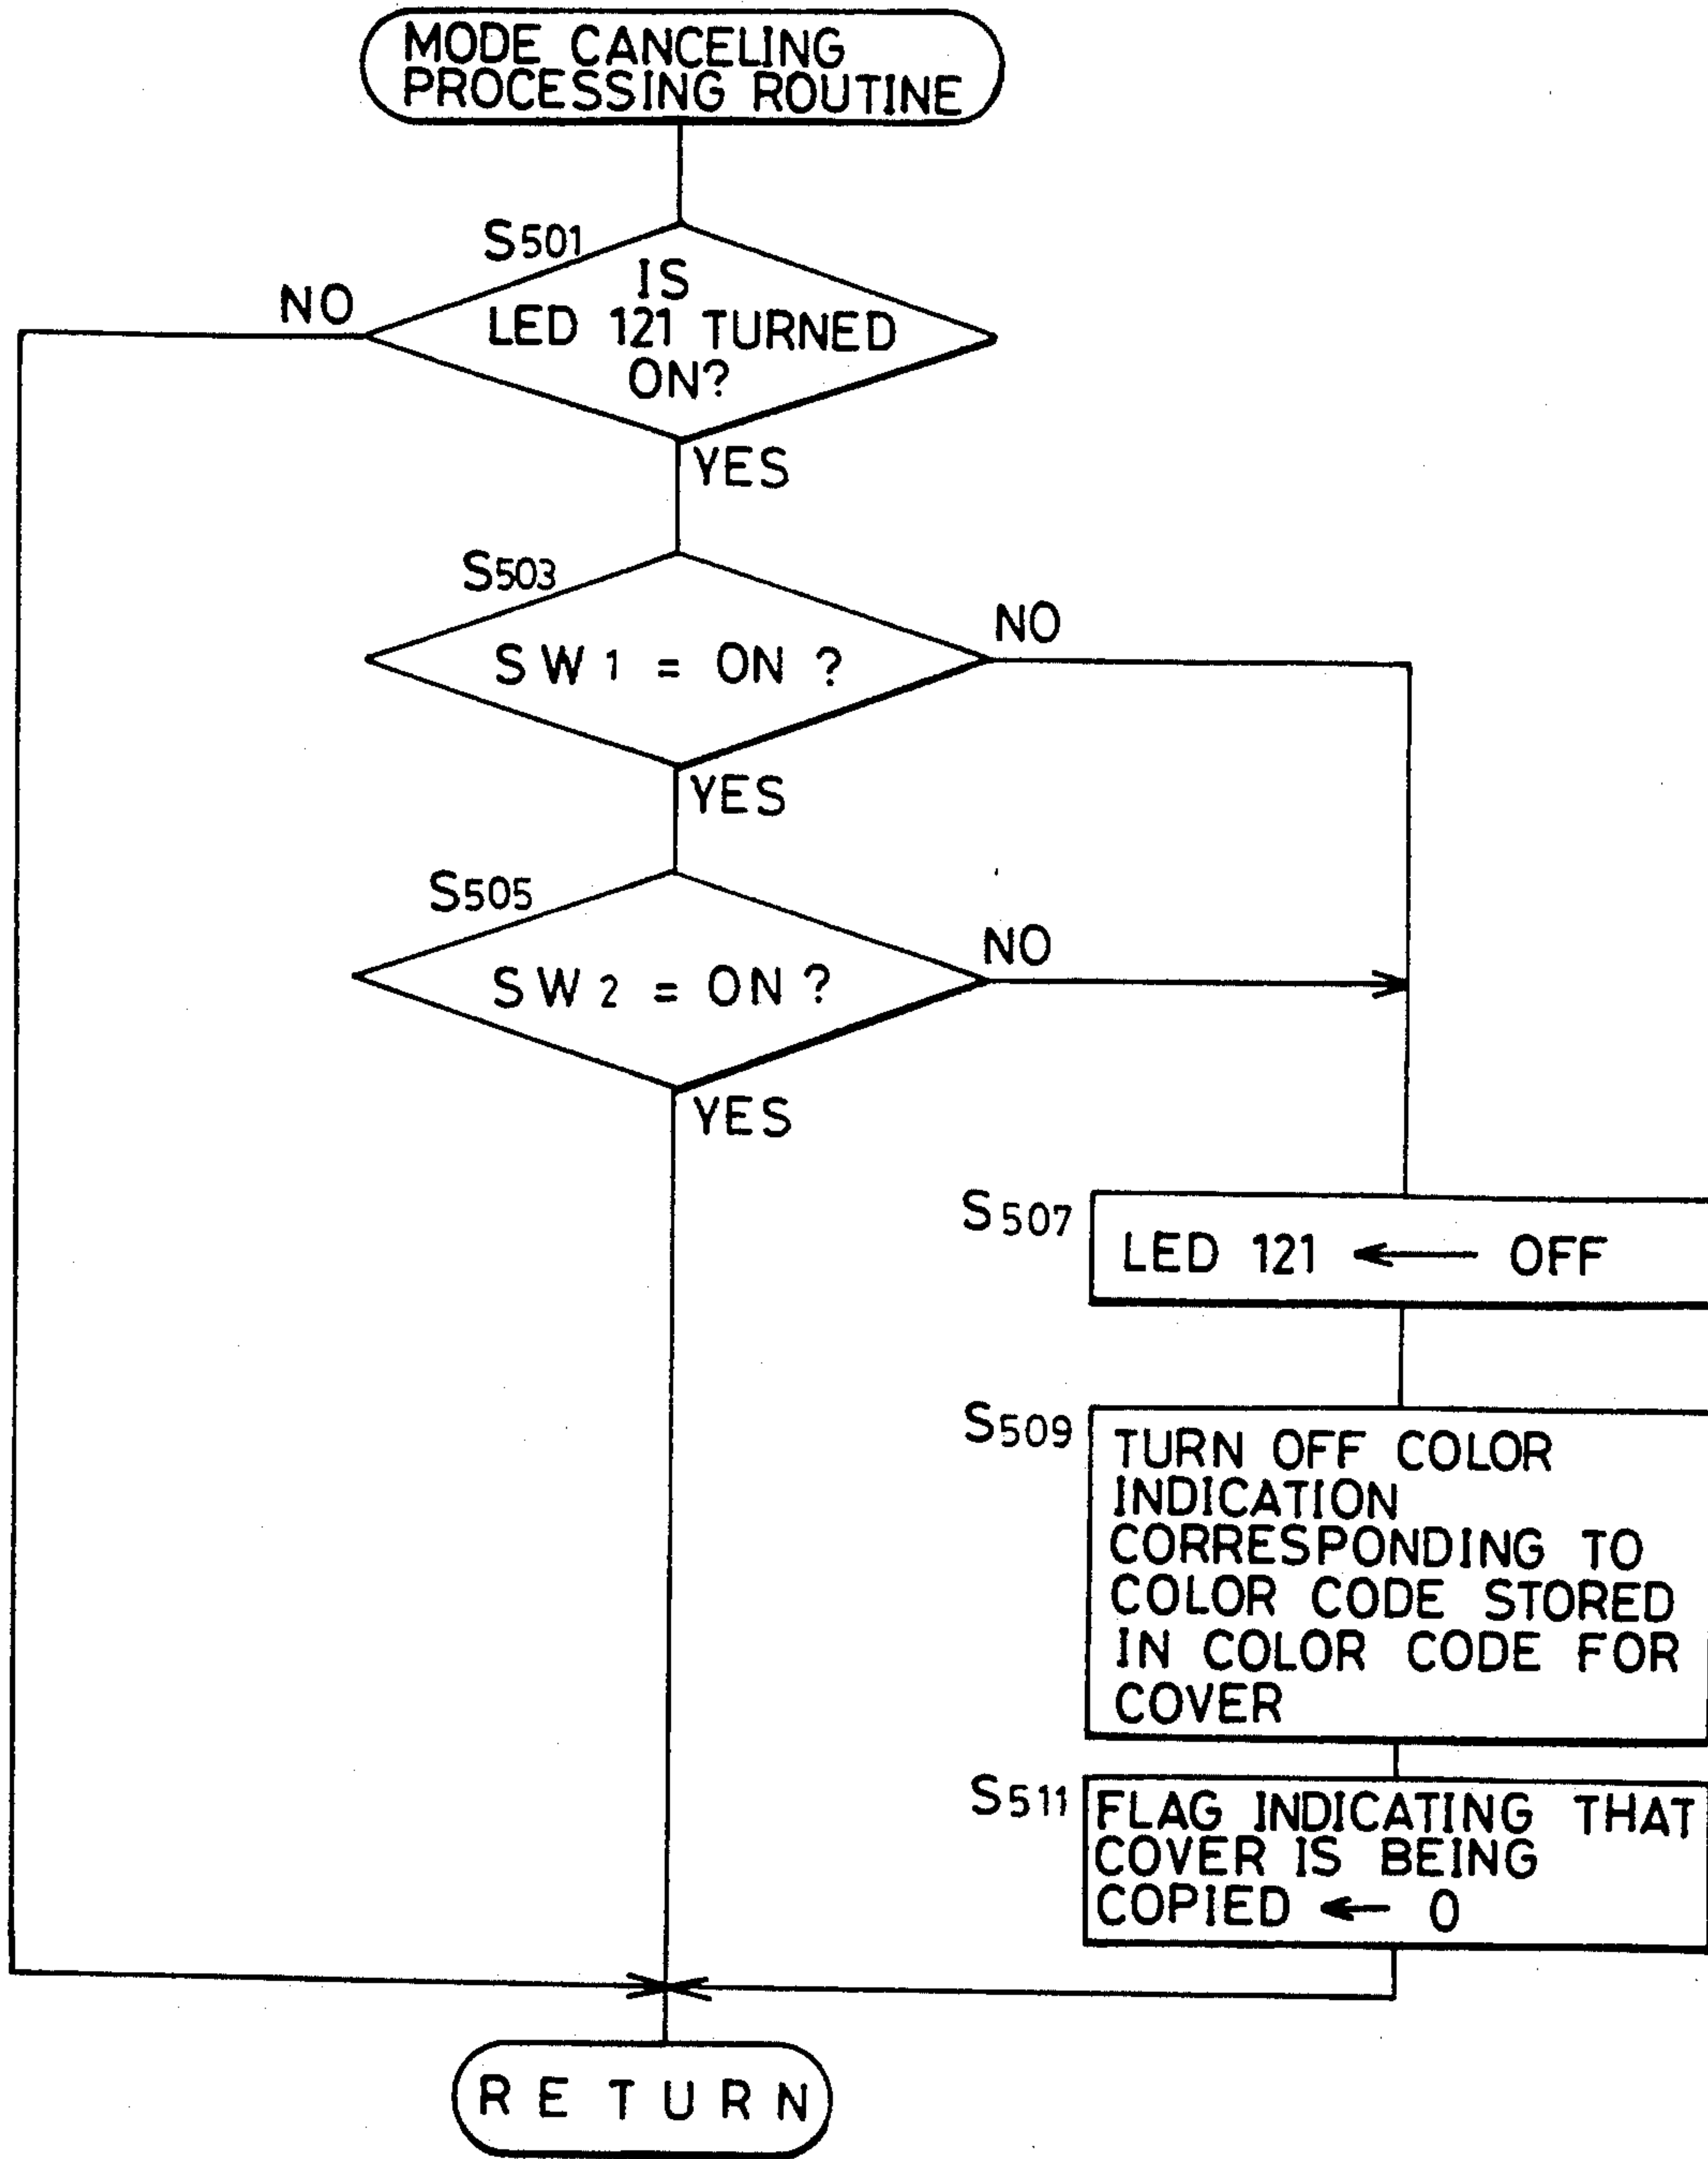 MODE CANCELING
PROCESSING ROUTINE
S501
IS
LED 121 TURNED
ON?
NO
YES
S503
SW1 = ON ?
NO
YES
S505
SW2 = ON ?
NO
YES
S507
LED 121 ← OFF
S509
TURN OFF COLOR
INDICATION
CORRESPONDING TO
COLOR CODE STORED
IN COLOR CODE FOR
COVER
S511
FLAG INDICATING THAT
COVER IS BEING
COPIED ← 0
RETURN